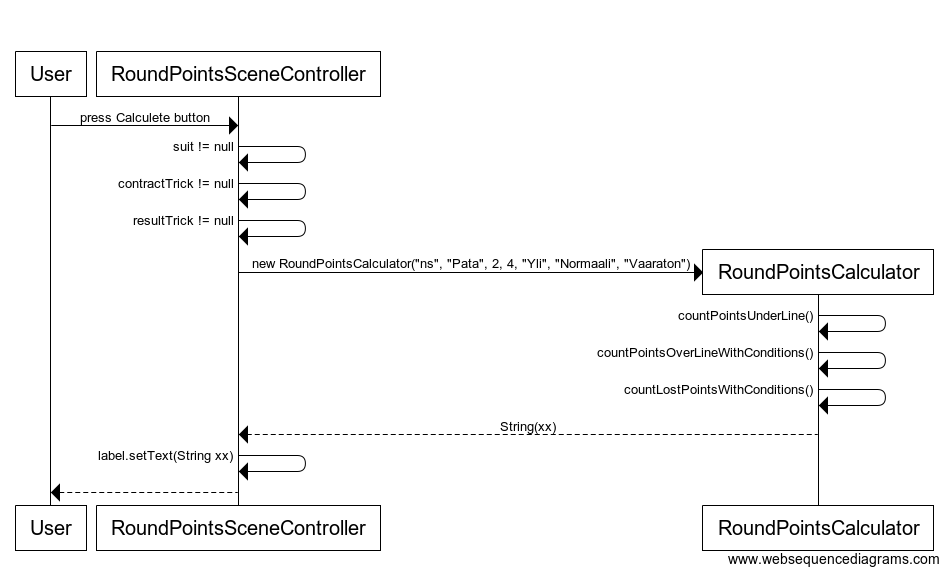 User
RoundPointsSceneController
press Calculete button
suit != null
contractTrick != null
resultTrick != null
new RoundPointsCalculator("ns", "Pata", 2, 4, "Yli", "Normaali", "Vaaraton")
RoundPointsCalculator
countPointsUnderLine()
countPointsOverLineWithConditions()
countLostPointsWithConditions()
String(xx)
label.setText(String xx)
User
RoundPointsSceneController
RoundPointsCalculator
www.websequencediagrams.com